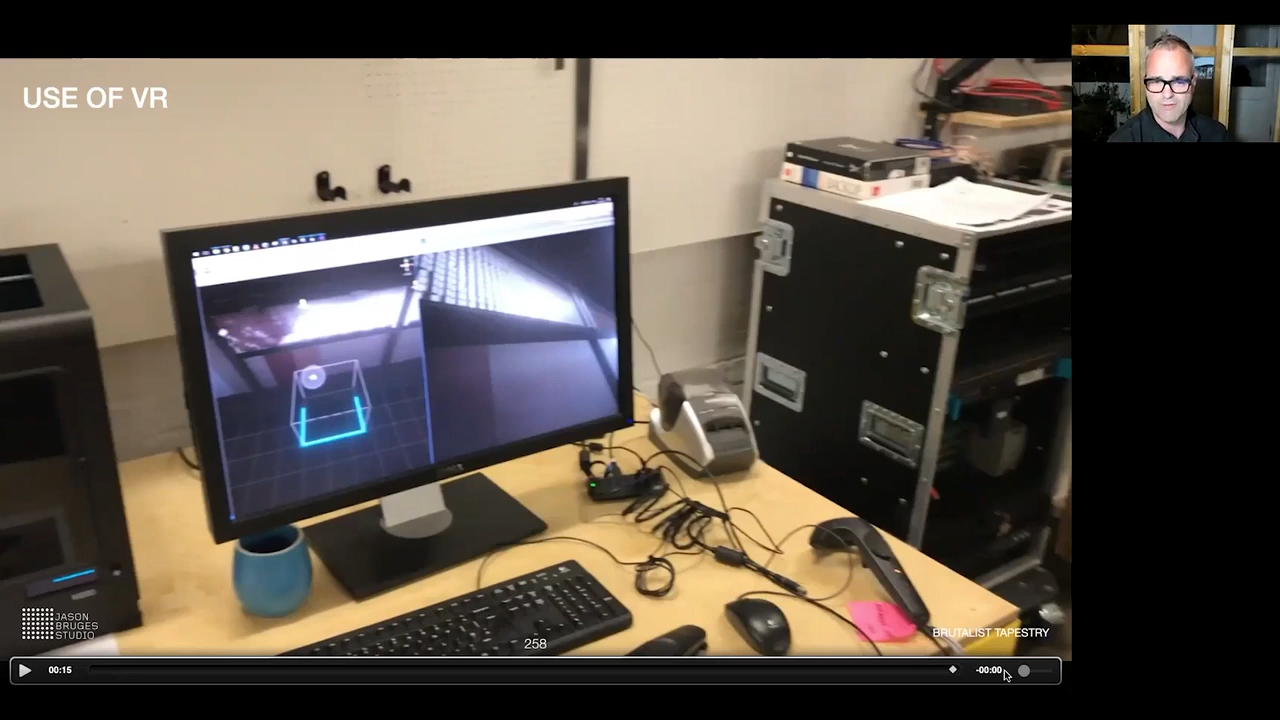 USE OF VR
JASON
BRUGES
STUDIO
258
BRUTALIST TAPESTRY
00:15
-00:00